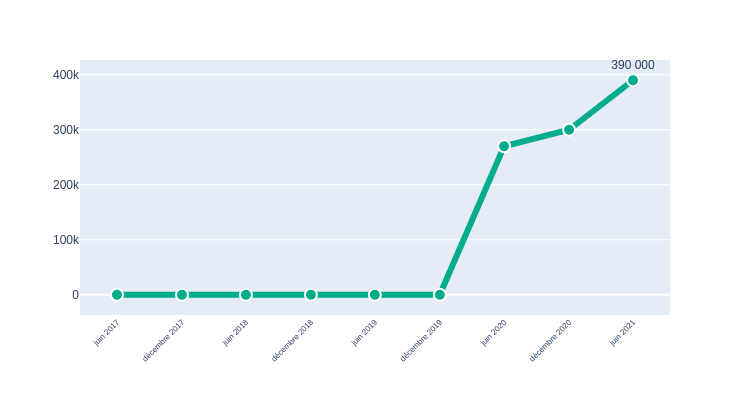 390 000
400k
300k
200k
100k
0
juin 2017
décembre 2017
juin 2018
décembre 2018
juin 2019
décembre 2019
juin 2020
décembre 2020
juin 2021